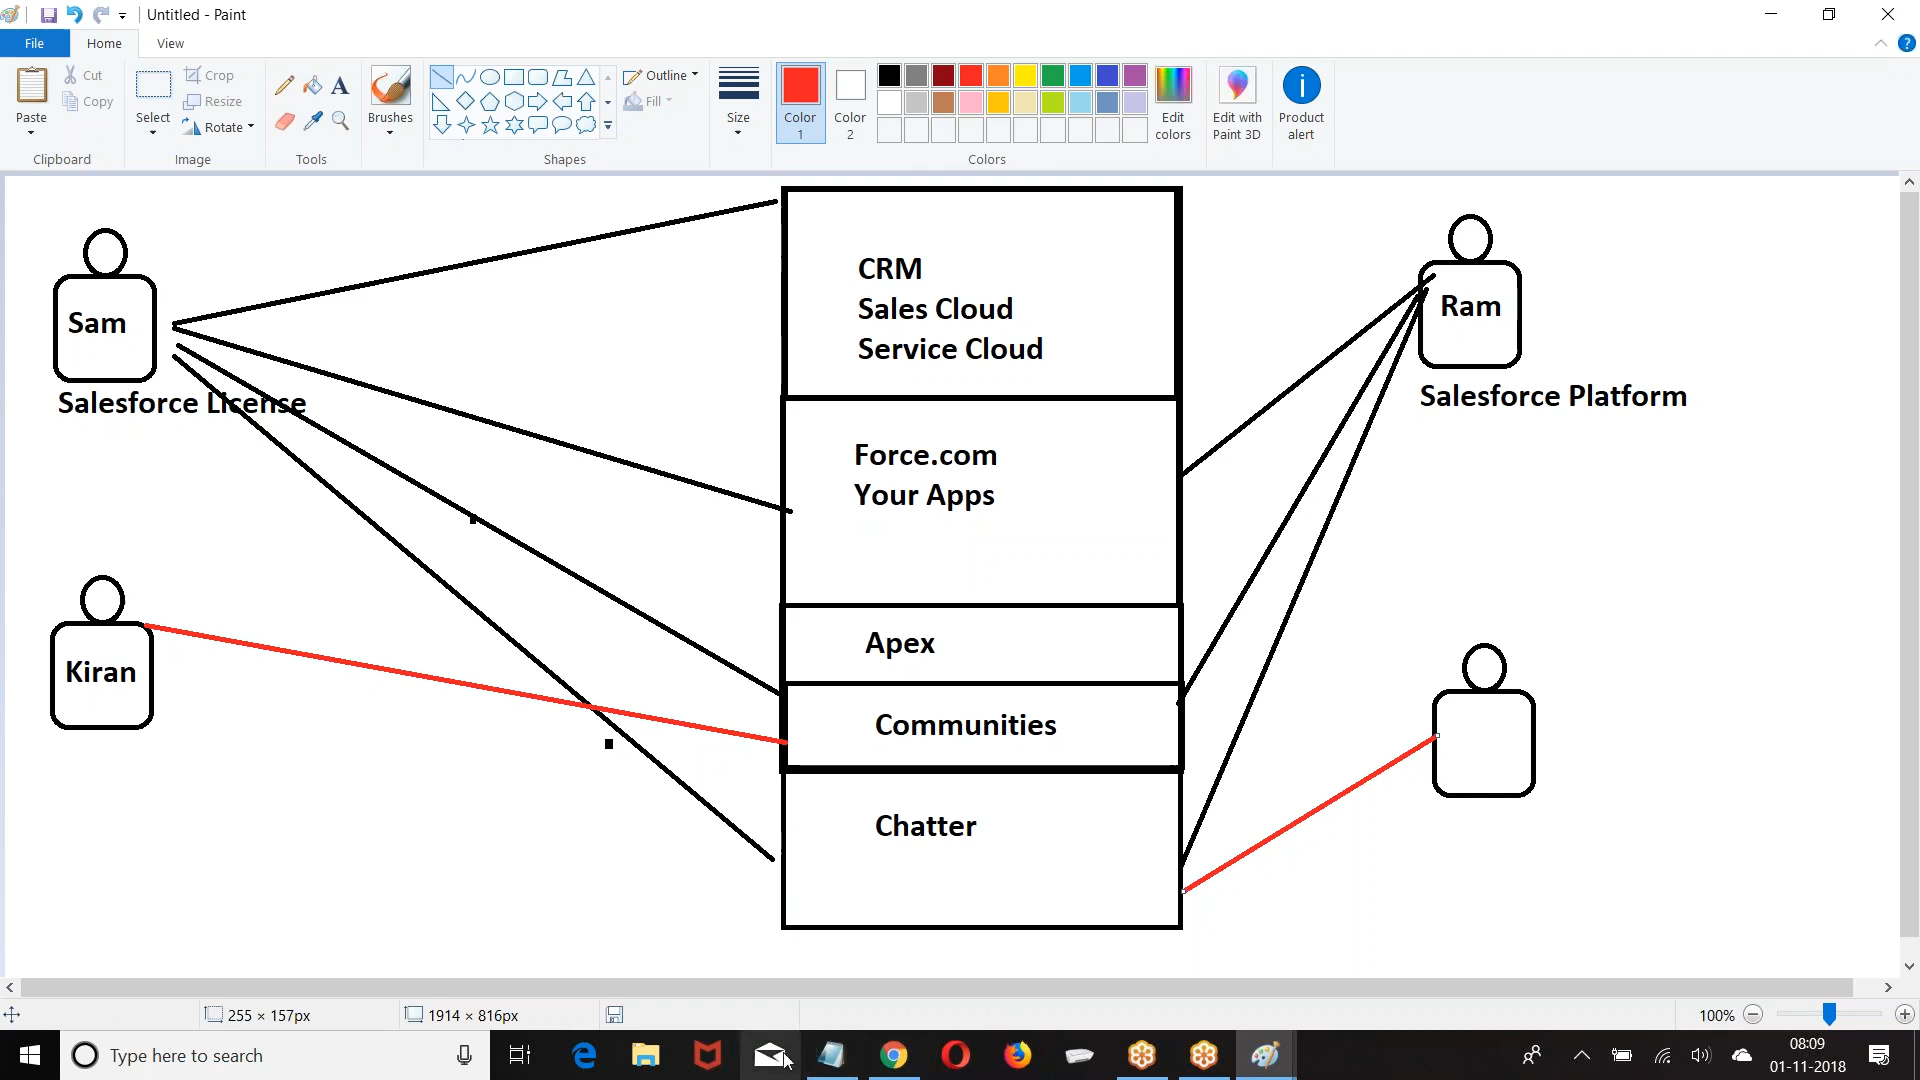 Untitled - Paint
File
Home
View
Paste
Cut
Copy
Clipboard
Select
Crop
Resize
Rotate
Image
Tools
Brushes
Shapes
Outline
Fill
Size
Color 1
Color 2
Colors
Edit colors
Edit with Paint 3D
Product alert
Sam
Salesforce License
Kiran
CRM
Sales Cloud
Service Cloud
Force.com
Your Apps
Apex
Communities
Chatter
Ram
Salesforce Platform
255 × 157px
1914 × 816px
100%
Type here to search
08:09
01-11-2018